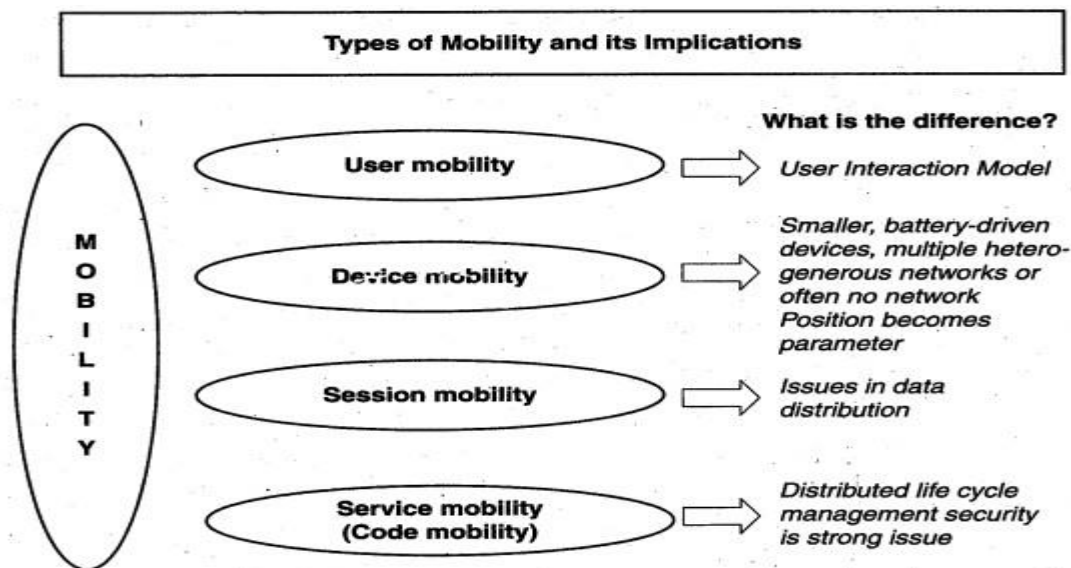 Types of Mobility and its Implications
What is the difference?
MOBILITY
User mobility
User Interaction Model
Device mobility
Smaller, battery-driven
devices, multiple hetero-
generous networks or
often no network
Position becomes
parameter
Session mobility
Issues in data
distribution
Service mobility
(Code mobility)
Distributed life cycle
management security
is strong issue